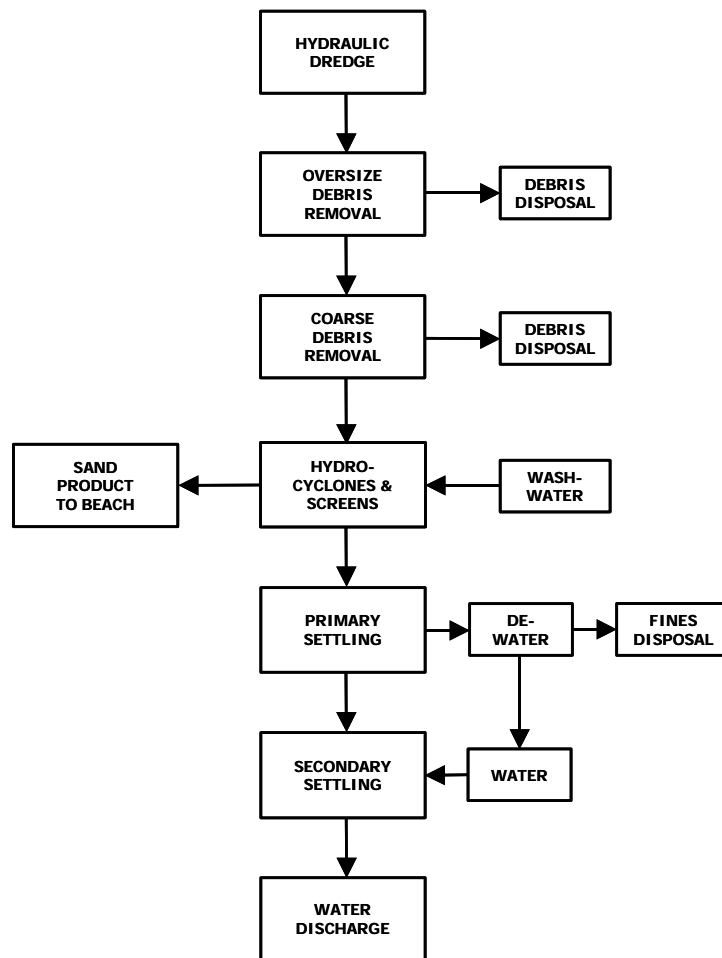 HYDRAULIC
DREDGE
OVERSIZE
DEBRIS
REMOVAL
DEBRIS
DISPOSAL
COARSE
DEBRIS
REMOVAL
DEBRIS
DISPOSAL
SAND
PRODUCT
TO BEACH
HYDRO-
CYCLONES &
SCREENS
WASH-
WATER
PRIMARY
SETTLING
DE-
WATER
FINES
DISPOSAL
SECONDARY
SETTLING
WATER
WATER
DISCHARGE